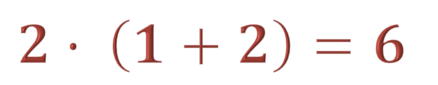 2 · (1 + 2) = 6